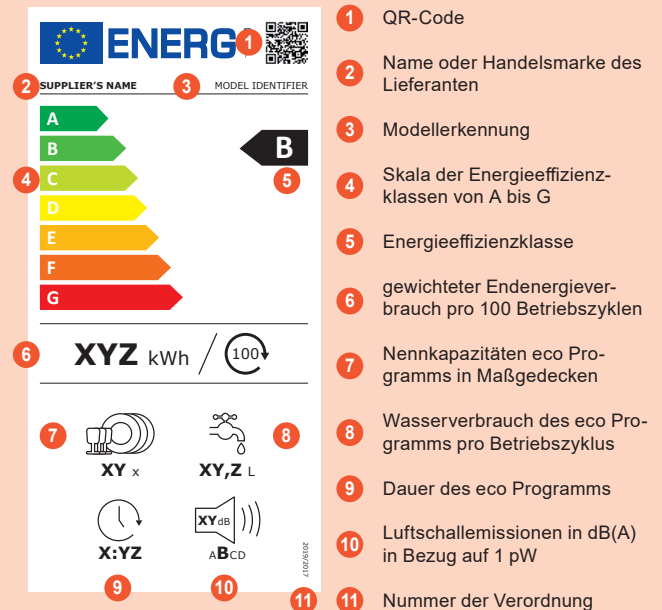 ENERG
1
2 SUPPLIER'S NAME 3 MODEL IDENTIFIER
A
B
B
4 C
5
D
E
F
G
6 XYZ kWh / 100
7
8
XY x
XY,Z L
XYdB
X:YZ
ABCD
2019/2017
9
10
11
1 QR-Code
2 Name oder Handelsmarke des
Lieferanten
3 Modellerkennung
4 Skala der Energieeffizienz-
klassen von A bis G
5 Energieeffizienzklasse
6 gewichteter Endenergiever-
brauch pro 100 Betriebszyklen
7 Nennkapazitäten eco Pro-
gramms in Maßgedecken
8 Wasserverbrauch des eco Pro-
gramms pro Betriebszyklus
9 Dauer des eco Programms
10 Luftschallemissionen in dB(A)
in Bezug auf 1 pW
11 Nummer der Verordnung